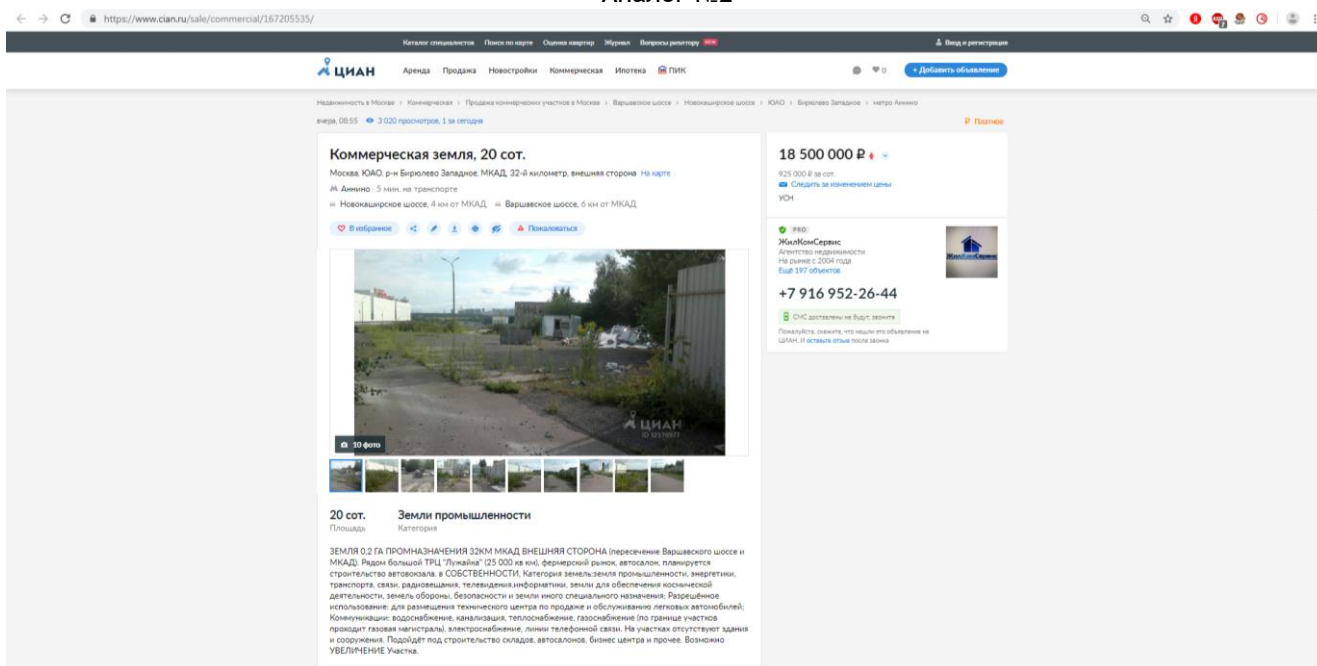 Аналог №2
https://www.cian.ru/sale/commercial/167205535/
Каталог специалистов Поиск по карте Оценка квартир Журнал Вопросы риелтору NEW Вход и регистрация
ЦИАН Аренда Продажа Новостройки Коммерческая Ипотека ПИК 0 + Добавить объявление
Недвижимость в Москве › Коммерческая › Продажа коммерческих участков в Москве › Варшавское шоссе › Новокаширское шоссе › ЮАО › Бирюлево Западное › метро Аннино
вчера, 08:55 3 020 просмотров, 1 за сегодня Платное
Коммерческая земля, 20 сот.
Москва, ЮАО, р-н Бирюлево Западное, МКАД, 32-й километр, внешняя сторона На карте
Аннино · 5 мин. на транспорте
Новокаширское шоссе, 4 км от МКАД Варшавское шоссе, 6 км от МКАД
В избранное Пожаловаться
18 500 000 ₽
925 000 ₽ за сот.
Следить за изменением цены
УСН
PRO
ЖилКомСервис
Агентство недвижимости
На рынке с 2004 года
Ещё 197 объектов
ЖилКомСервис
+7 916 952-26-44
СМС доставлены не будут, звоните
Пожалуйста, скажите, что нашли это объявление на
ЦИАН. И оставьте отзыв после звонка
ЦИАН
10 фото
20 сот. Земли промышленности
Площадь Категория
ЗЕМЛЯ 0,2 ГА ПРОМНАЗНАЧЕНИЯ 32КМ МКАД ВНЕШНЯЯ СТОРОНА (пересечение Варшавского шоссе и
МКАД). Рядом большой ТРЦ "Лужайка" (25 000 кв км), фермерский рынок, автосалон, планируется
строительство автовокзала. в СОБСТВЕННОСТИ, Категория земель:земля промышленности, энергетики,
транспорта, связи, радиовещания, телевидения,информатики, земли для обеспечения космической
деятельности, земель обороны, безопасности и земли иного специального назначения; Разрешённое
использование: для размещения технического центра по продаже и обслуживанию легковых автомобилей;
Коммуникации: водоснабжение, канализация, теплоснабжение, газоснабжение (по границе участков
проходит газовая магистраль), электроснабжение, линии телефонной связи. На участках отсутствуют здания
и сооружения. Подойдёт под строительство складов, автосалонов, бизнес центра и прочее. Возможно
УВЕЛИЧЕНИЕ Участка.